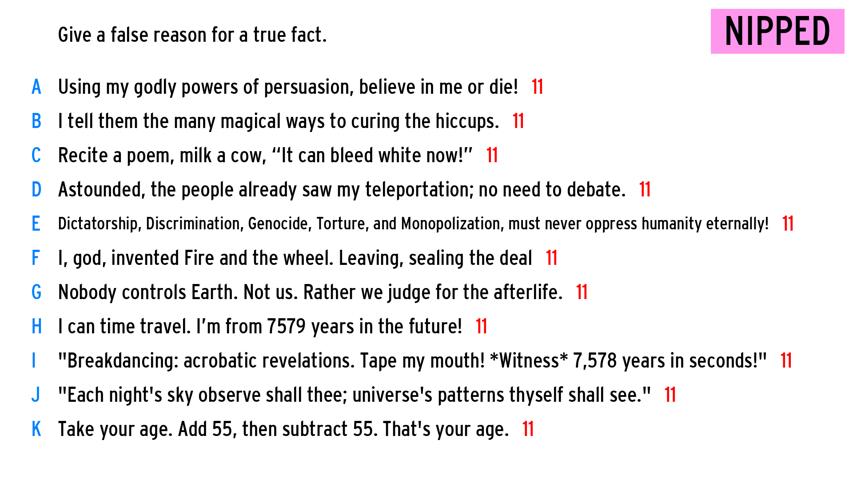 Give a false reason for a true fact.
NIPPED
A Using my godly powers of persuasion, believe in me or die! 11
B I tell them the many magical ways to curing the hiccups. 11
C Recite a poem, milk a cow, “It can bleed white now!” 11
D Astounded, the people already saw my teleportation; no need to debate. 11
E Dictatorship, Discrimination, Genocide, Torture, and Monopolization, must never oppress humanity eternally! 11
F I, god, invented Fire and the wheel. Leaving, sealing the deal 11
G Nobody controls Earth. Not us. Rather we judge for the afterlife. 11
H I can time travel. I’m from 7579 years in the future! 11
I "Breakdancing: acrobatic revelations. Tape my mouth! *Witness* 7,578 years in seconds!" 11
J "Each night's sky observe shall thee; universe's patterns thyself shall see." 11
K Take your age. Add 55, then subtract 55. That's your age. 11